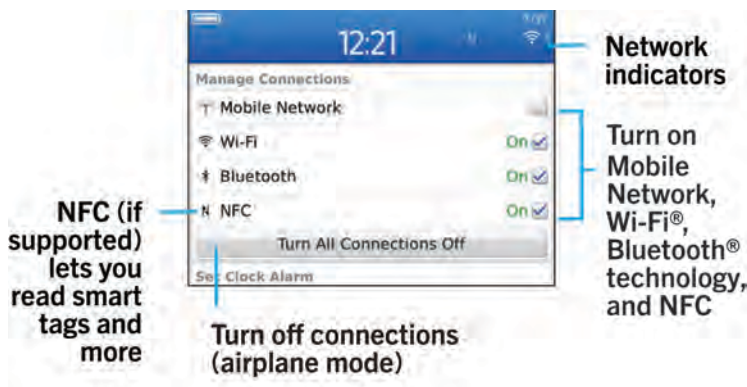 12:21
Network
indicators
Manage Connections
Mobile Network
Wi-Fi On
Turn on
Mobile
Network,
Wi-Fi®,
Bluetooth®
technology,
and NFC
Bluetooth On
NFC On
NFC (if
supported)
lets you
read smart
tags and
more
Turn All Connections Off
Set Clock Alarm
Turn off connections
(airplane mode)